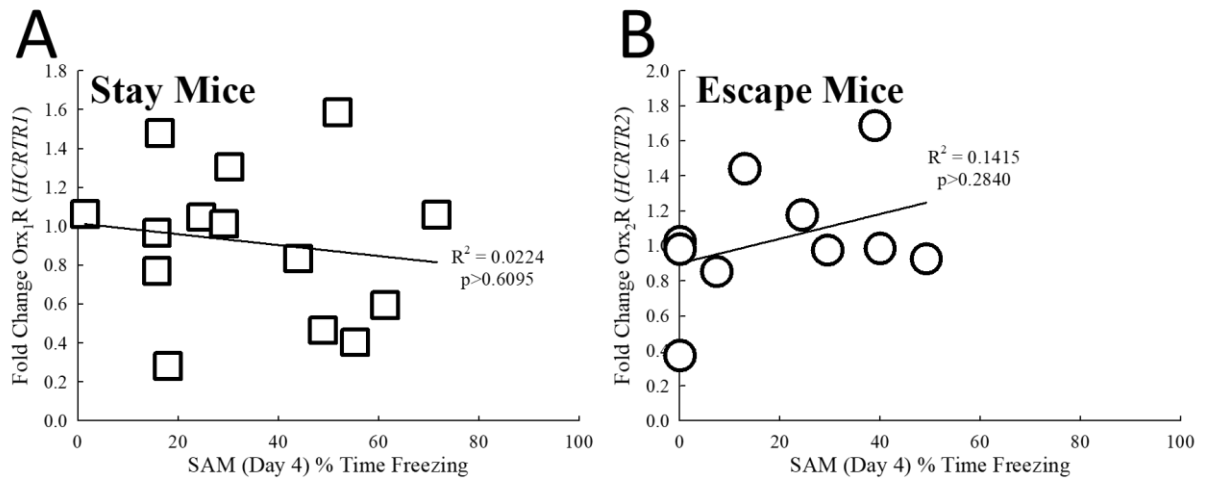 A
Stay Mice
Fold Change Orx₁R (HCRTR1)
1.8
1.6
1.4
1.2
1.0
0.8
0.6
0.4
0.2
0.0
R² = 0.0224
p>0.6095
0 20 40 60 80 100
SAM (Day 4) % Time Freezing
B
Escape Mice
Fold Change Orx₂R (HCRTR2)
2.0
1.8
1.6
1.4
1.2
1.0
0.8
0.6
0.4
0.2
0.0
R² = 0.1415
p>0.2840
0 20 40 60 80 100
SAM (Day 4) % Time Freezing